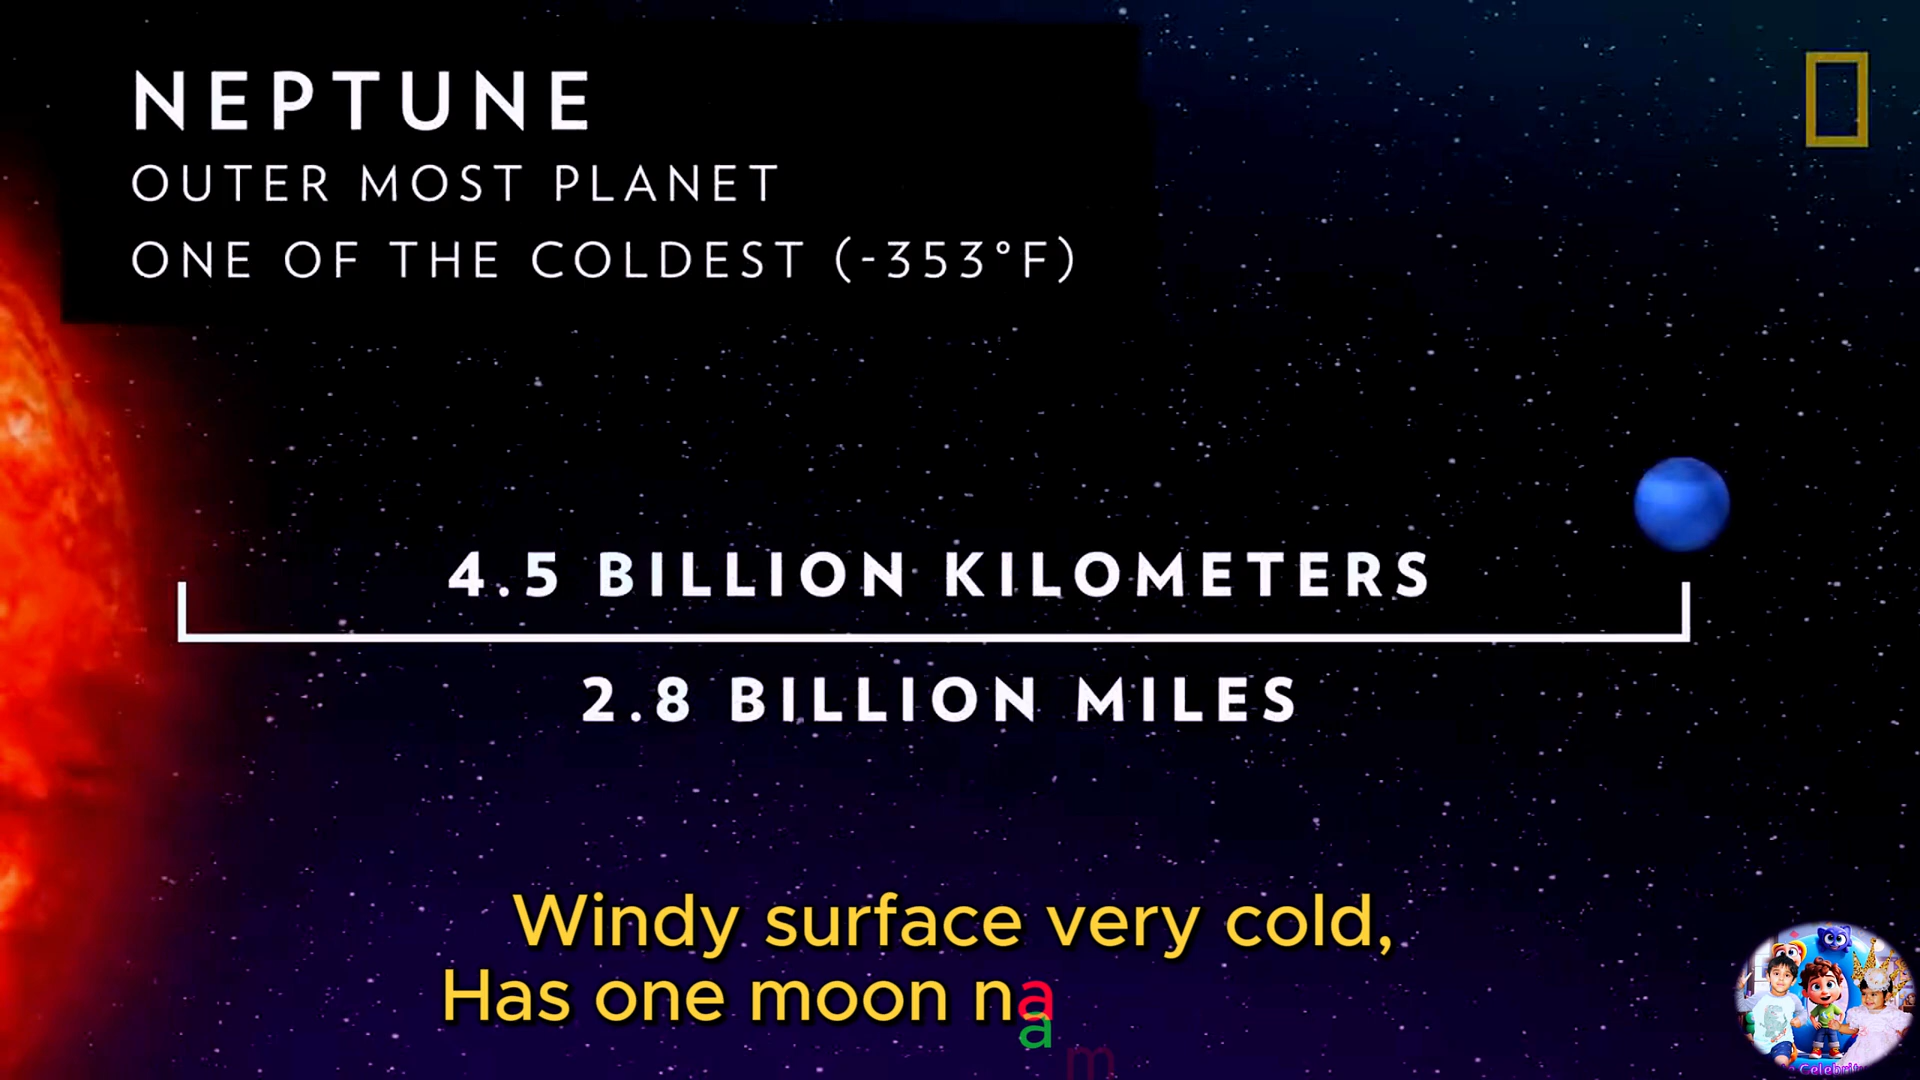 NEPTUNE
OUTER MOST PLANET
ONE OF THE COLDEST (-353°F)
4.5 BILLION KILOMETERS
2.8 BILLION MILES
Windy surface very cold,
Has one moon na
a
m